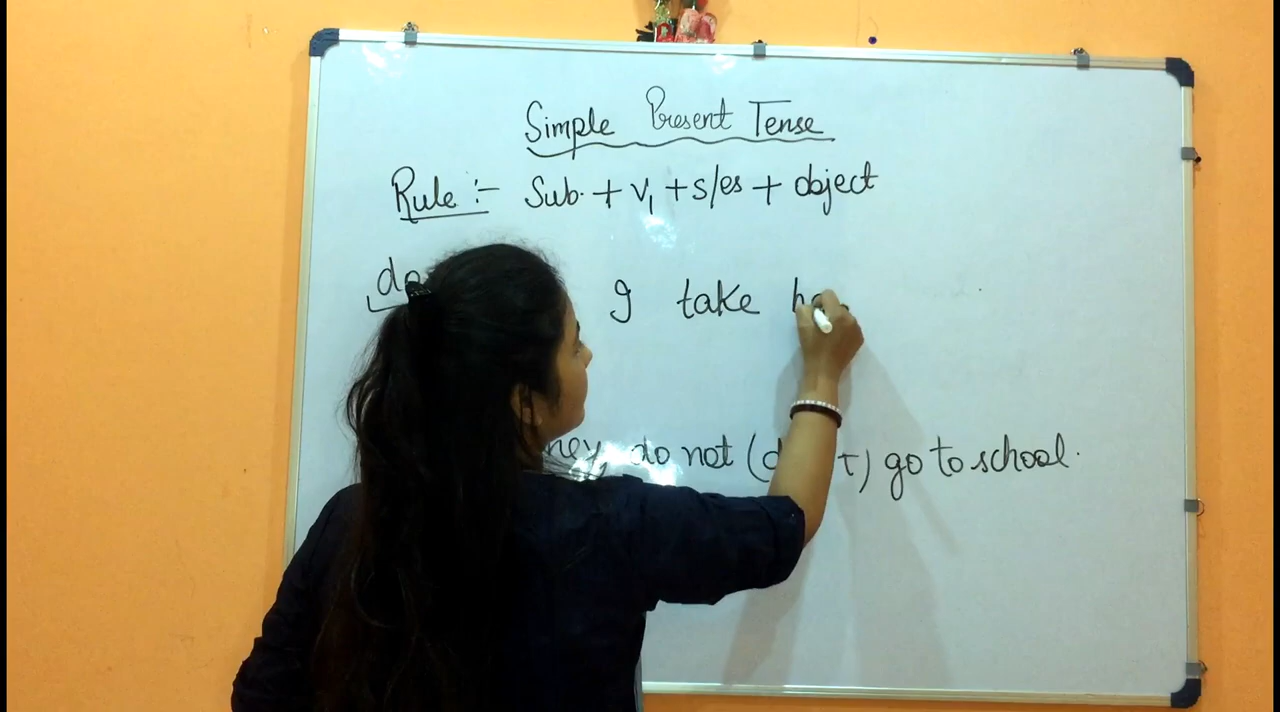 Simple Present Tense
Rule :- Sub. + V1 + s/es + object
I take
do not ( ) go to school.